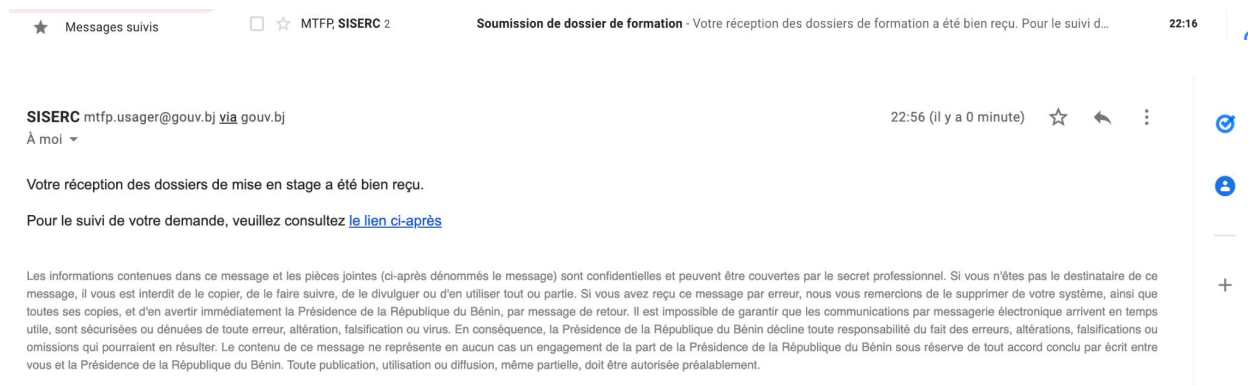 Messages suivis
MTFP, SISERC 2
Soumission de dossier de formation - Votre réception des dossiers de formation a été bien reçu. Pour le suivi d...
22:16
SISERC mtfp.usager@gouv.bj via gouv.bj
22:56 (il y a 0 minute)
À moi
Votre réception des dossiers de mise en stage a été bien reçu.
Pour le suivi de votre demande, veuillez consultez le lien ci-après
Les informations contenues dans ce message et les pièces jointes (ci-après dénommés le message) sont confidentielles et peuvent être couvertes par le secret professionnel. Si vous n'êtes pas le destinataire de ce
message, il vous est interdit de le copier, de le faire suivre, de le divulguer ou d'en utiliser tout ou partie. Si vous avez reçu ce message par erreur, nous vous remercions de le supprimer de votre système, ainsi que
toutes ses copies, et d'en avertir immédiatement la Présidence de la République du Bénin, par message de retour. Il est impossible de garantir que les communications par messagerie électronique arrivent en temps
utile, sont sécurisées ou dénuées de toute erreur, altération, falsification ou virus. En conséquence, la Présidence de la République du Bénin décline toute responsabilité du fait des erreurs, altérations, falsifications ou
omissions qui pourraient en résulter. Le contenu de ce message ne représente en aucun cas un engagement de la part de la Présidence de la République du Bénin sous réserve de tout accord conclu par écrit entre
vous et la Présidence de la République du Bénin. Toute publication, utilisation ou diffusion, même partielle, doit être autorisée préalablement.